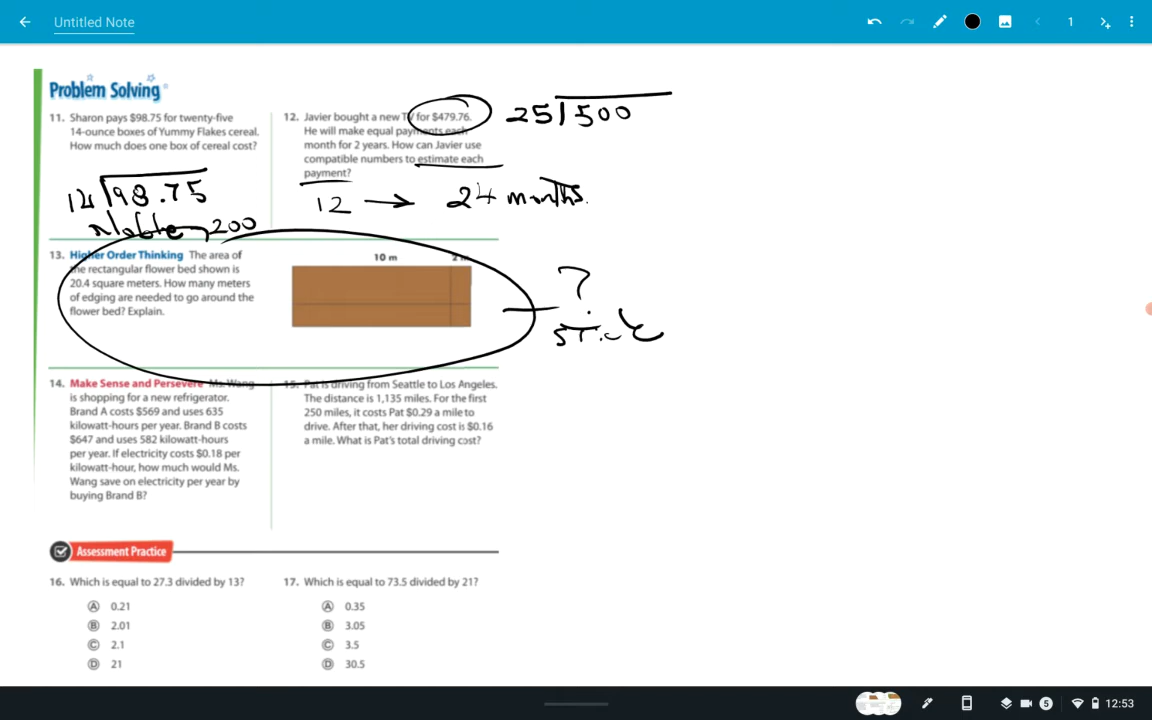 Untitled Note
1
Problem Solving
11. Sharon pays $98.75 for twenty-five
14-ounce boxes of Yummy Flakes cereal.
How much does one box of cereal cost?
12. Javier bought a new TV for $479.76.
He will make equal payments each
month for 2 years. How can Javier use
compatible numbers to estimate each
payment?
25 500
14 98.75
200
12 → 24 months.
13. Higher Order Thinking The area of
the rectangular flower bed shown is
20.4 square meters. How many meters
of edging are needed to go around the
flower bed? Explain.
10 m
2 m
?
14. Make Sense and Persevere Ms. Wang
is shopping for a new refrigerator.
Brand A costs $569 and uses 635
kilowatt-hours per year. Brand B costs
$647 and uses 582 kilowatt-hours
per year. If electricity costs $0.18 per
kilowatt-hour, how much would Ms.
Wang save on electricity per year by
buying Brand B?
15. Pat is driving from Seattle to Los Angeles.
The distance is 1,135 miles. For the first
250 miles, it costs Pat $0.29 a mile to
drive. After that, her driving cost is $0.16
a mile. What is Pat's total driving cost?
Assessment Practice
16. Which is equal to 27.3 divided by 13?
A 0.21
B 2.01
C 2.1
D 21
17. Which is equal to 73.5 divided by 21?
A 0.35
B 3.05
C 3.5
D 30.5
5
12:53